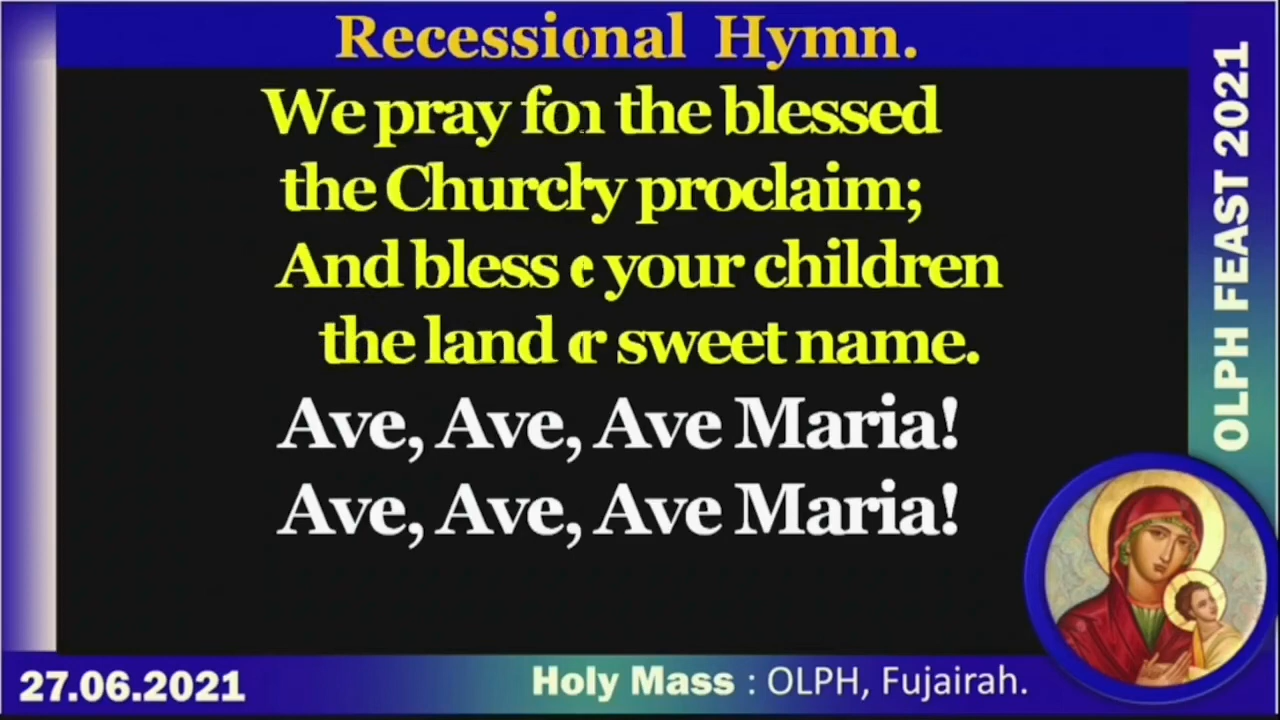 Recessional Hymn.
We pray the blessed
the proclaim;
And bless your children
the land sweet name.
Ave, Ave, Ave Maria!
Ave, Ave, Ave Maria!
OLPH FEAST 2021
27.06.2021
Holy Mass : OLPH, Fujairah.